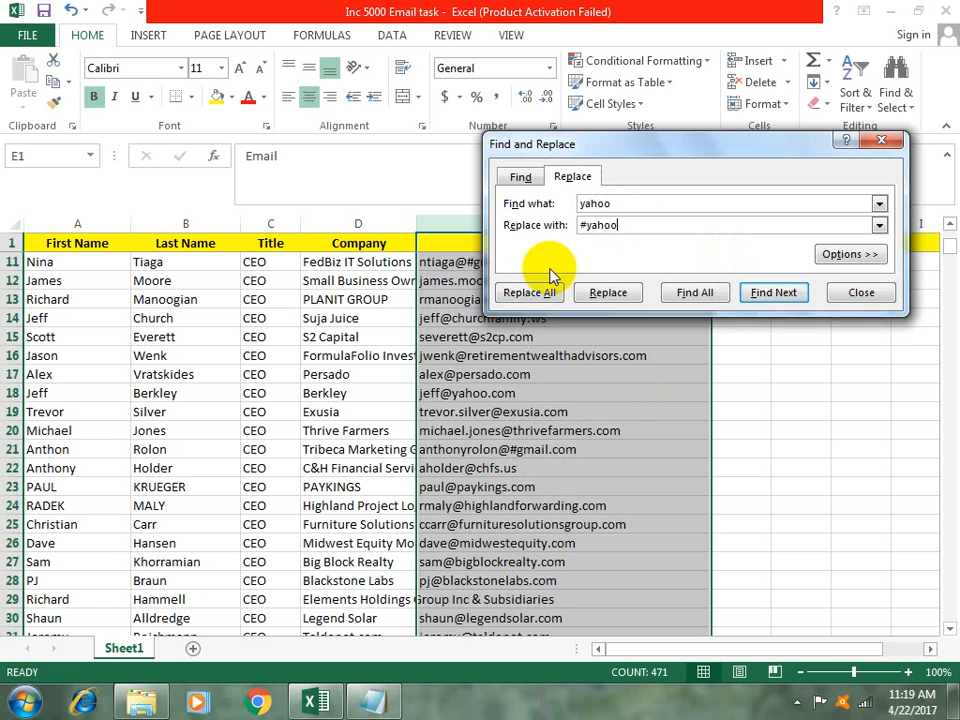 Inc 5000 Email task - Excel (Product Activation Failed)
FILE HOME INSERT PAGE LAYOUT FORMULAS DATA REVIEW VIEW Sign in
Paste
Calibri 11
B I U
General
$ % ,
Conditional Formatting
Format as Table
Cell Styles
Insert
Delete
Format
Sort & Filter
Find & Select
Clipboard Font Alignment Number Styles Cells Editing
E1 fx Email
Find and Replace
Find Replace
Find what: yahoo
Replace with: #yahoo
Options >>
Replace All Replace Find All Find Next Close
A B C D I
1 First Name Last Name Title Company
11 Nina Tiaga CEO FedBiz IT Solutions ntiaga@#g
12 James Moore CEO Small Business Own james.mo
13 Richard Manoogian CEO PLANIT GROUP rmanoogian
14 Jeff Church CEO Suja Juice jeff@churchfamily.ws
15 Scott Everett CEO S2 Capital severett@s2cp.com
16 Jason Wenk CEO FormulaFolio Invest jwenk@retirementwealthadvisors.com
17 Alex Vratskides CEO Persado alex@persado.com
18 Jeff Berkley CEO Berkley jeff@yahoo.com
19 Trevor Silver CEO Exusia trevor.silver@exusia.com
20 Michael Jones CEO Thrive Farmers michael.jones@thrivefarmers.com
21 Anthon Rolon CEO Tribeca Marketing G anthonyrolon@#gmail.com
22 Anthony Holder CEO C&H Financial Servi aholder@chfs.us
23 PAUL KRUEGER CEO PAYKINGS paul@paykings.com
24 RADEK MALY CEO Highland Project Lo rmaly@highlandforwarding.com
25 Christian Carr CEO Furniture Solutions ccarr@furnituresolutionsgroup.com
26 Dave Hansen CEO Midwest Equity Mo dave@midwestequity.com
27 Sam Khorramian CEO Big Block Realty sam@bigblockrealty.com
28 PJ Braun CEO Blackstone Labs pj@blackstonelabs.com
29 Richard Hammell CEO Elements Holdings Group Inc & Subsidiaries
30 Shaun Alldredge CEO Legend Solar shaun@legendsolar.com
Sheet1
READY COUNT: 471 100%
11:19 AM
4/22/2017